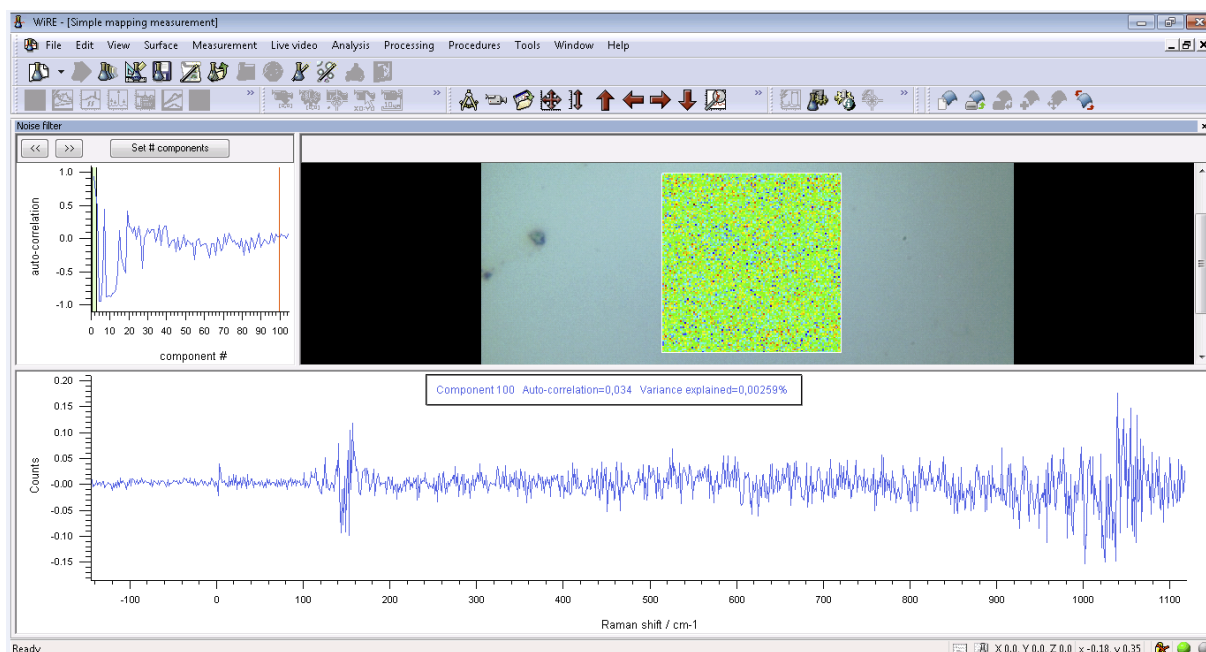 WiRE - [Simple mapping measurement]
File Edit View Surface Measurement Live video Analysis Processing Procedures Tools Window Help
Noise filter
<< >> Set # components
1.0
0.5
0.0
-0.5
-1.0
auto-correlation
0 10 20 30 40 50 60 70 80 90 100
component #
Component 100 Auto-correlation=0,034 Variance explained=0,00259%
0.20
0.15
0.10
0.05
-0.00
-0.05
-0.10
-0.15
Counts
-100 0 100 200 300 400 500 600 700 800 900 1000 1100
Raman shift / cm-1
Ready X 0.0, Y 0.0, Z 0.0 x -0.18, y 0.35